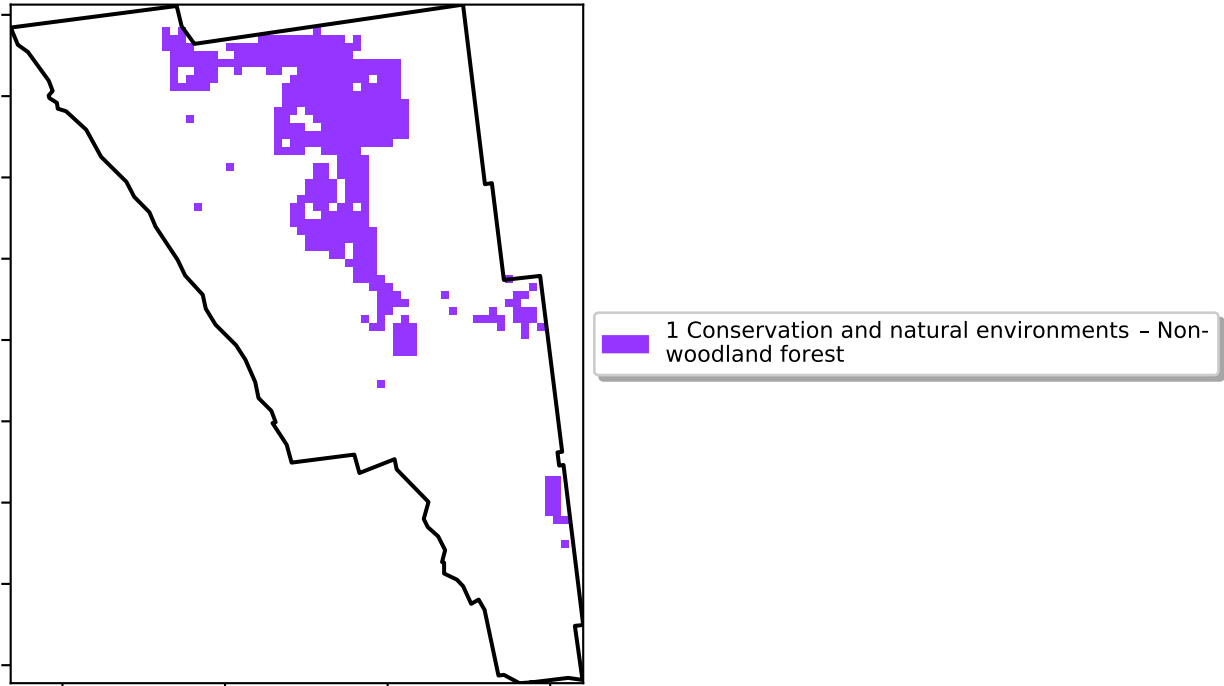 1 Conservation and natural environments – Non-
woodland forest